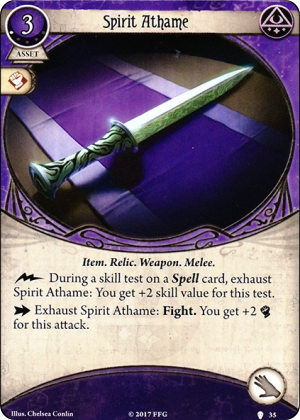 Spirit Athame
3
ASSET
Item. Relic. Weapon. Melee.
During a skill test on a Spell card, exhaust
Spirit Athame: You get +2 skill value for this test.
Exhaust Spirit Athame: Fight. You get +2
for this attack.
Illus. Chelsea Conlin
© 2017 FFG
35